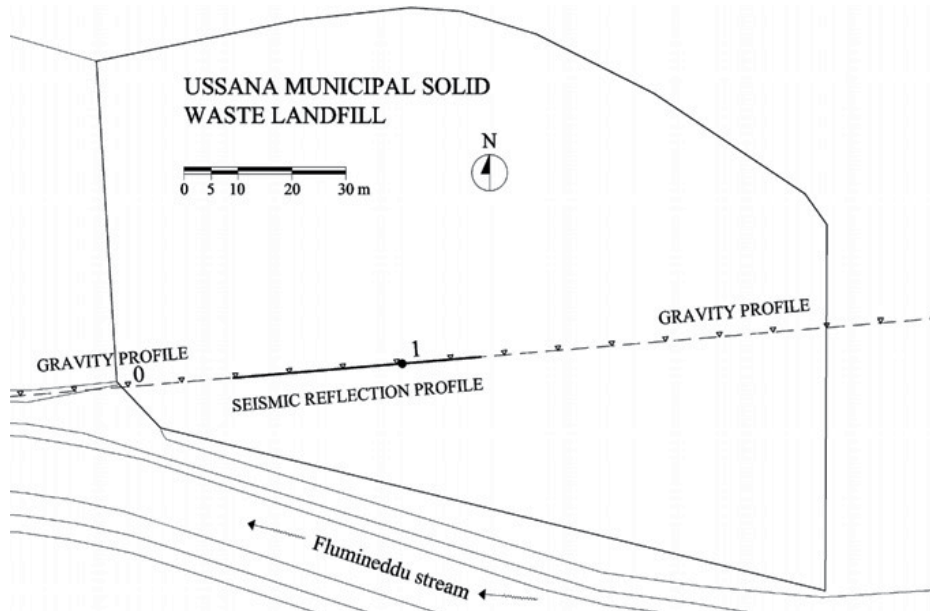 USSANA MUNICIPAL SOLID
WASTE LANDFILL
N
0 5 10 20 30 m
GRAVITY PROFILE
GRAVITY PROFILE
0
1
SEISMIC REFLECTION PROFILE
Flumineddu stream